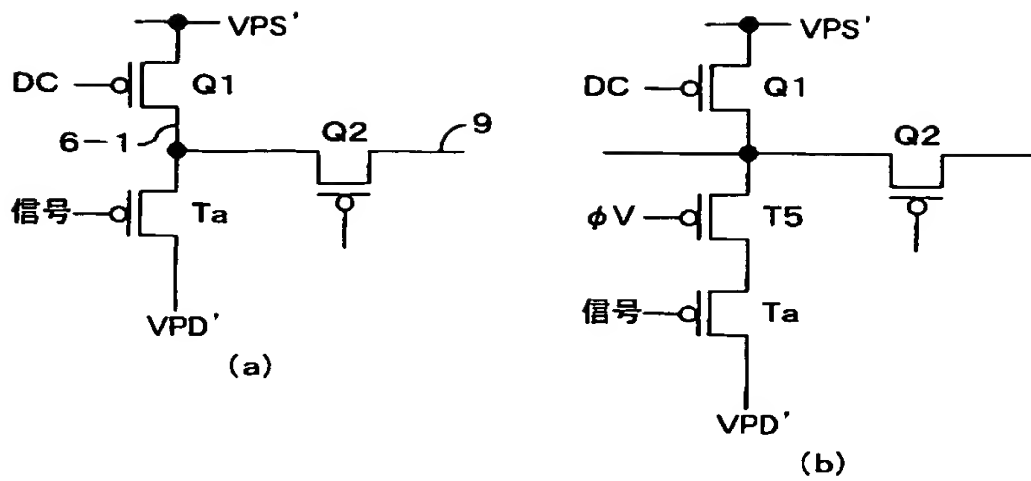 VPS'
DC
Q1
6-1
Q2
9
信号
Ta
VPD'
(a)
VPS'
DC
Q1
Q2
φV
T5
信号
Ta
VPD'
(b)